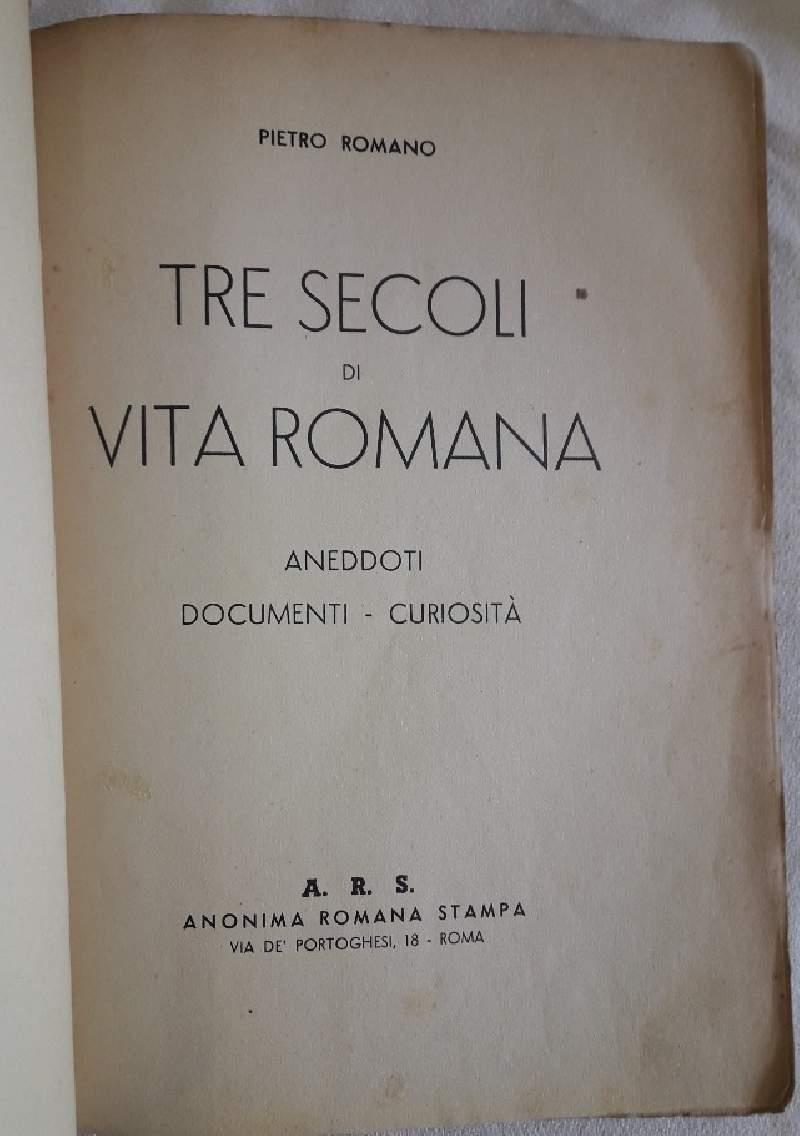 PIETRO ROMANO
TRE SECOLI
DI
VITA ROMANA
ANEDDOTI
DOCUMENTI - CURIOSITÀ
A. R. S.
ANONIMA ROMANA STAMPA
VIA DE' PORTOGHESI, 18 - ROMA